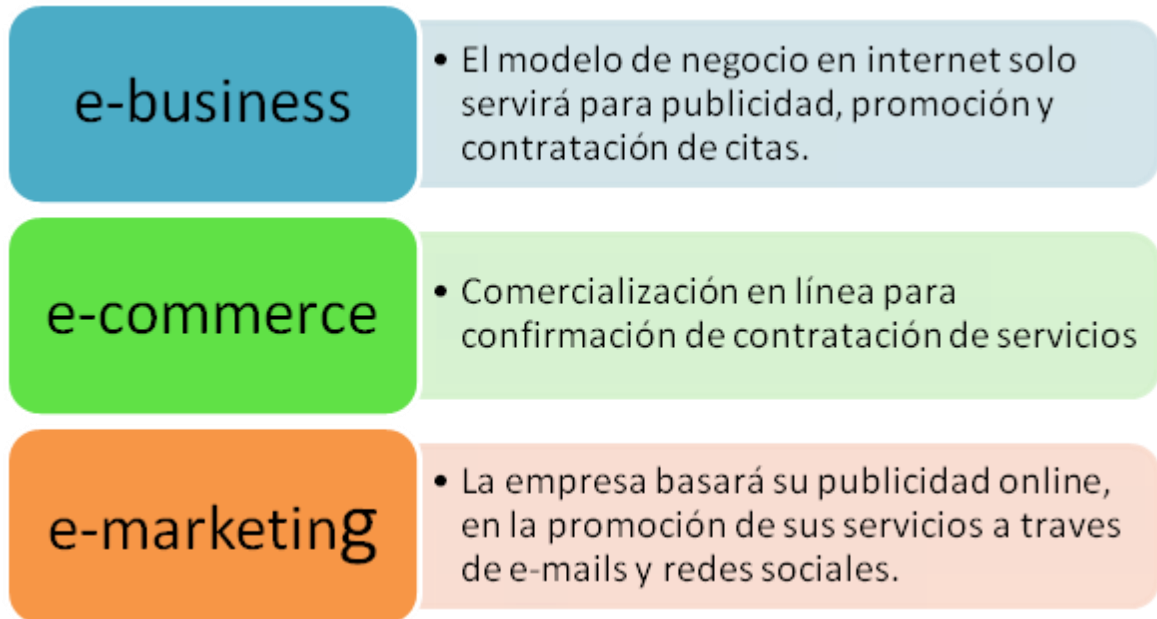 e-business
• El modelo de negocio en internet solo
servirá para publicidad, promoción y
contratación de citas.
e-commerce
• Comercialización en línea para
confirmación de contratación de servicios
e-marketing
• La empresa basará su publicidad online,
en la promoción de sus servicios a traves
de e-mails y redes sociales.